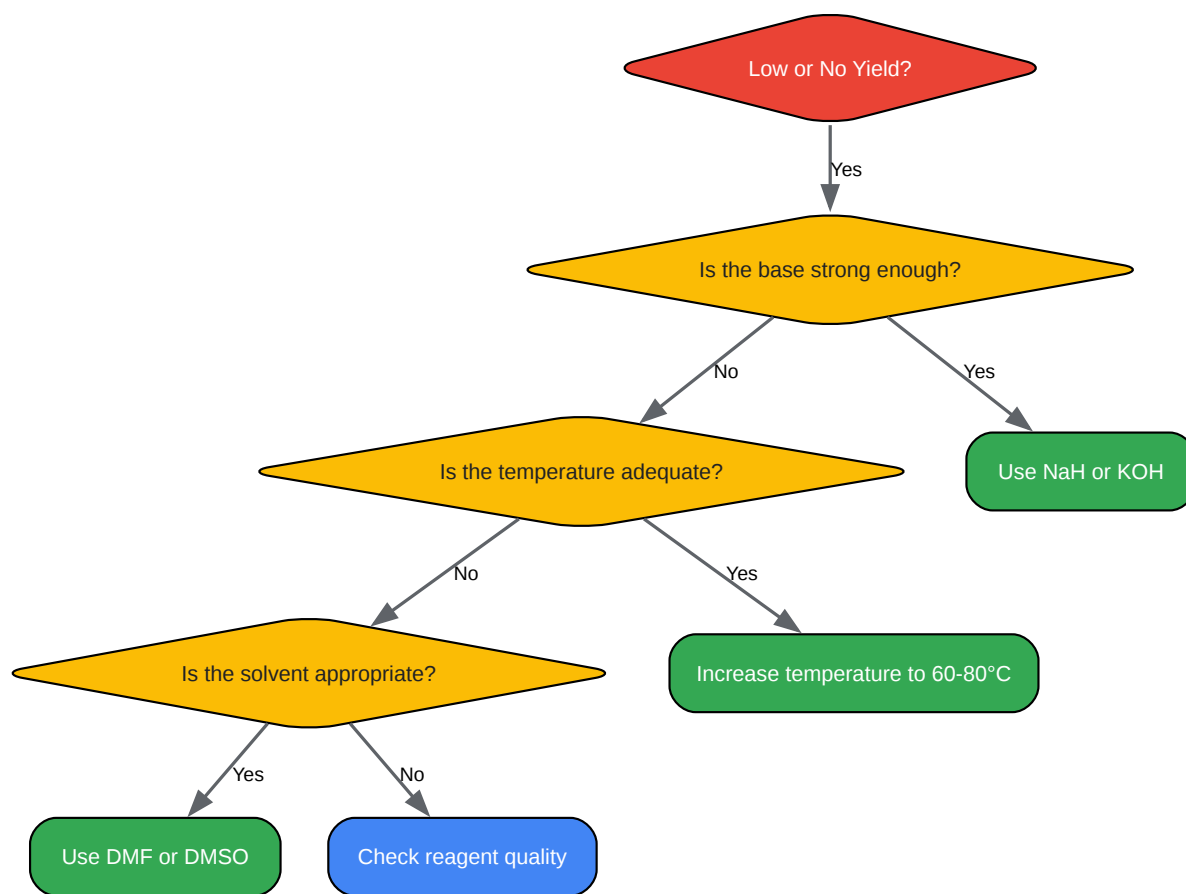 Low or No Yield?
Yes
Is the base strong enough?
No
Yes
Is the temperature adequate?
Use NaH or KOH
No
Yes
Is the solvent appropriate?
Increase temperature to 60-80°C
Yes
No
Use DMF or DMSO
Check reagent quality